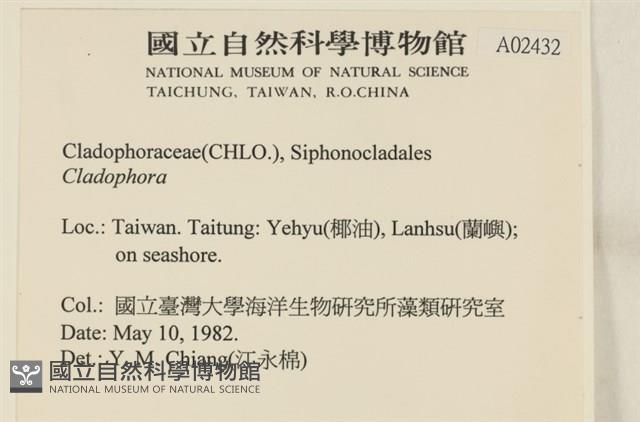 國立自然科學博物館
A02432
NATIONAL MUSEUM OF NATURAL SCIENCE
TAICHUNG, TAIWAN, R.O.CHINA
Cladophoraceae(CHLO.), Siphonocladales
Cladophora
Loc.: Taiwan. Taitung: Yehyu(椰油), Lanhsu(蘭嶼);
on seashore.
Col.: 國立臺灣大學海洋生物研究所藻類研究室
Date: May 10, 1982.
Det.: Y. M. Chiang(江永棉)
國立自然科學博物館
NATIONAL MUSEUM OF NATURAL SCIENCE